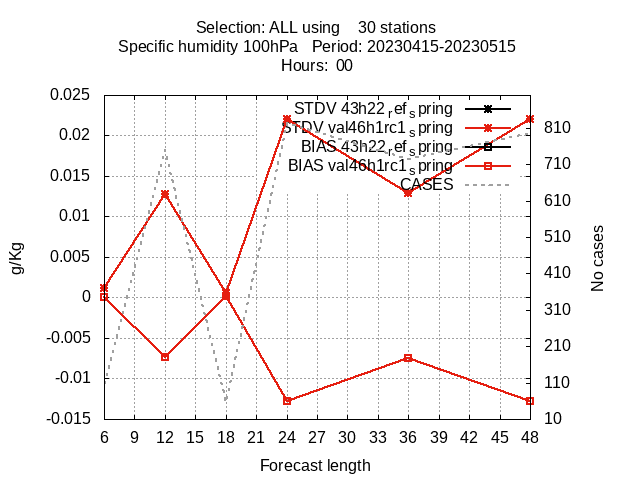 Selection: ALL using    30 stations
Specific humidity 100hPa   Period: 20230415-20230515
Hours:  00
STDV 43h22_ref_spring
STDV val46h1rc1_spring
BIAS 43h22_ref_spring
BIAS val46h1rc1_spring
CASES
0.025
0.02
0.015
0.01
0.005
0
-0.005
-0.01
-0.015
g/Kg
810
710
610
510
410
310
210
110
10
No cases
6 9 12 15 18 21 24 27 30 33 36 39 42 45 48
Forecast length